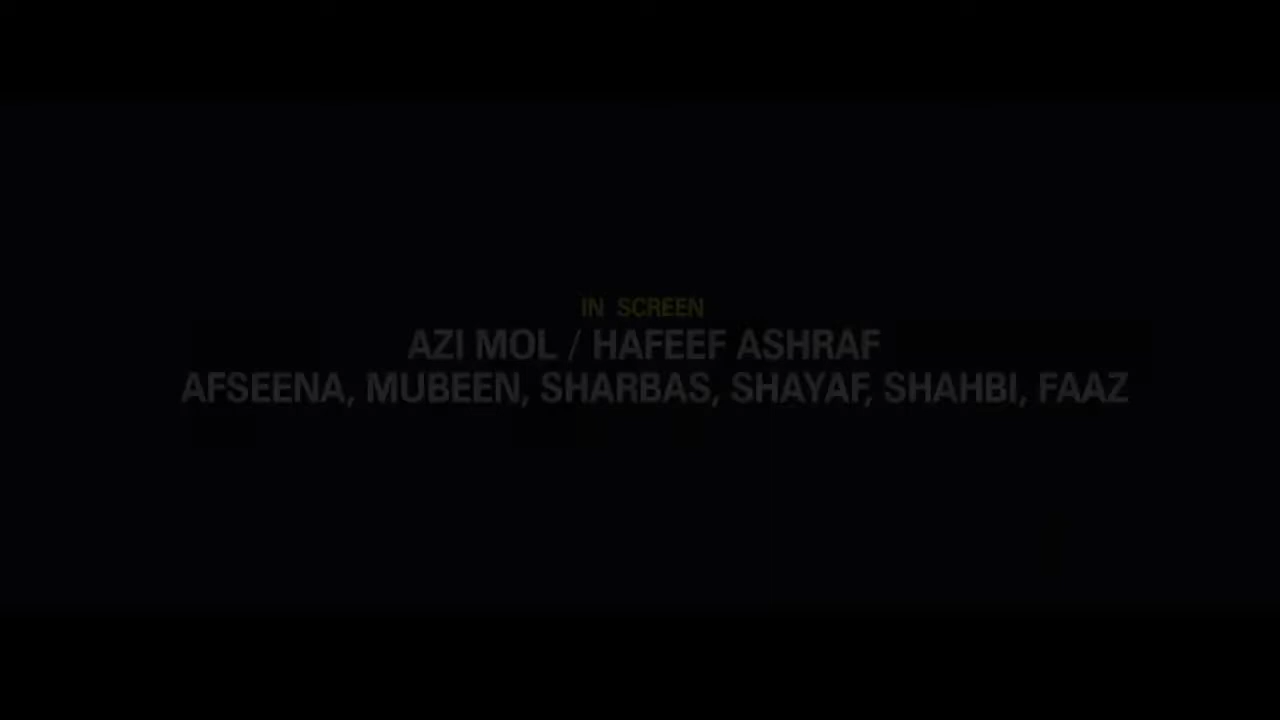 IN SCREEN
AZI MOL / HAFEEF ASHRAF
AFSEENA, MUBEEN, SHARBAS, SHAYAF, SHAHBI, FAAZ